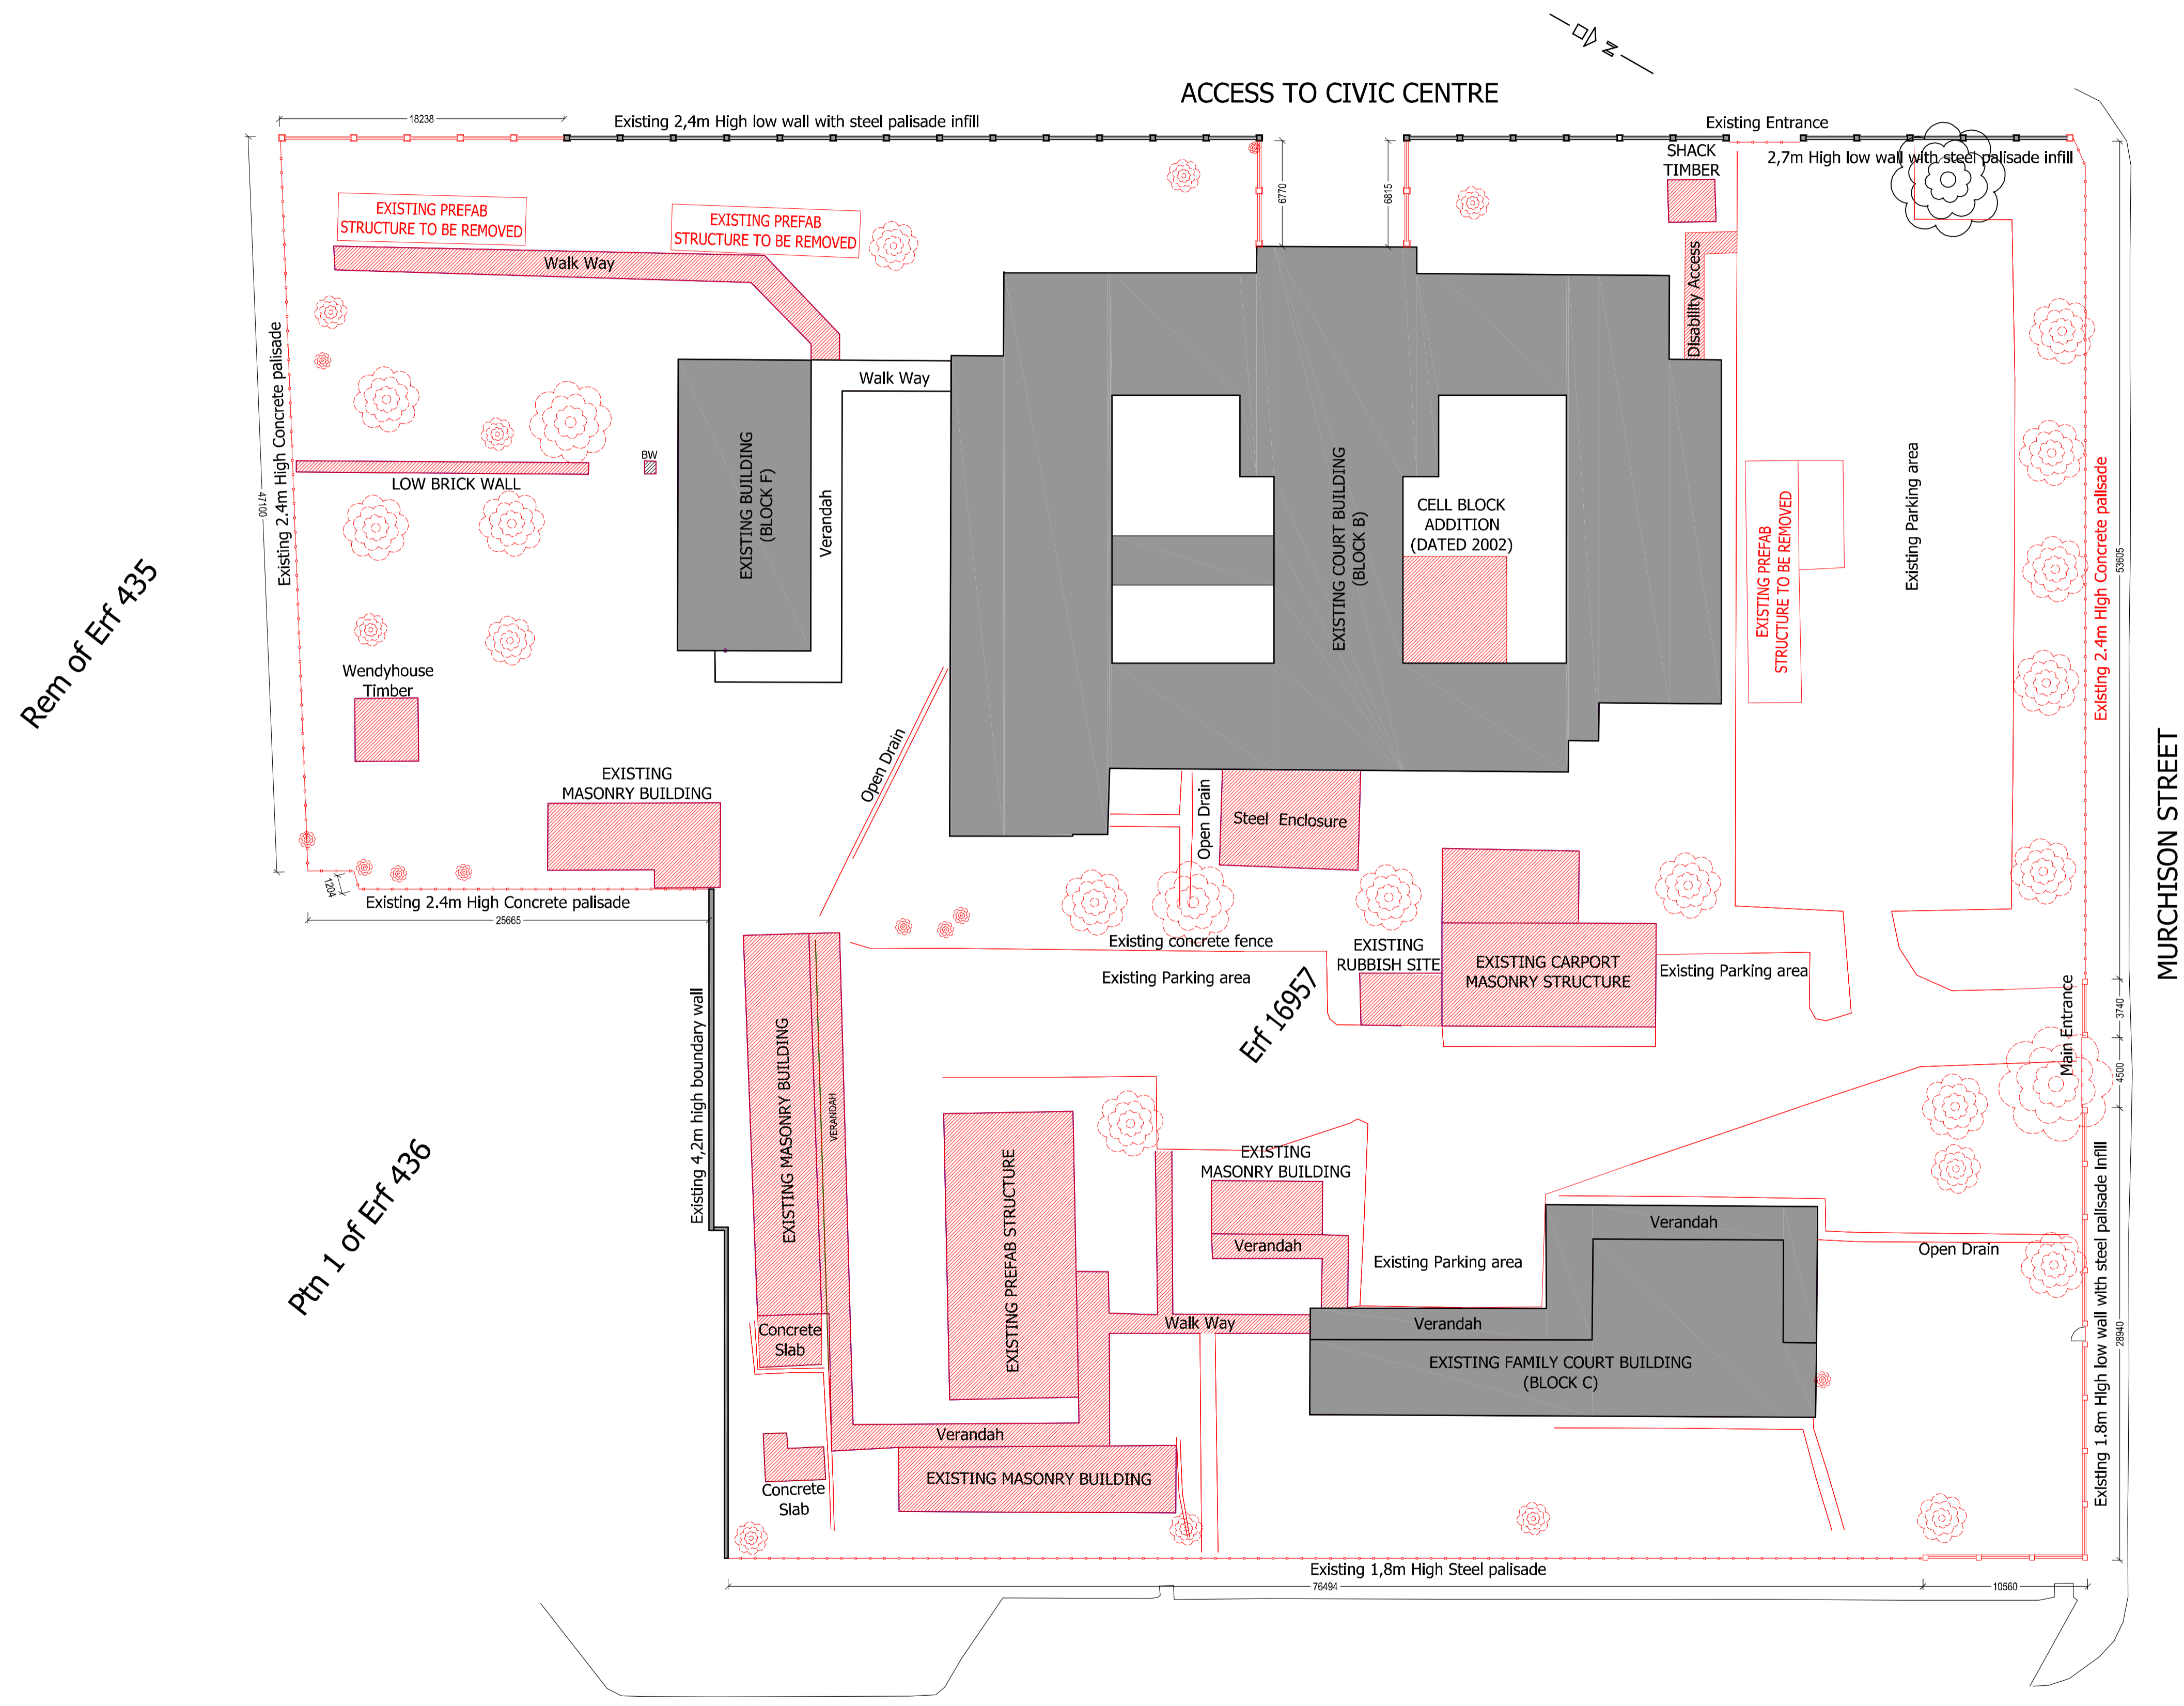 N
ACCESS TO CIVIC CENTRE
18238
Existing 2,4m High low wall with steel palisade infill
Existing Entrance
2,7m High low wall with steel palisade infill
SHACK
TIMBER
6770
6815
EXISTING PREFAB
STRUCTURE TO BE REMOVED
EXISTING PREFAB
STRUCTURE TO BE REMOVED
Walk Way
Disability Access
Walk Way
Existing 2.4m High Concrete palisade
47100
BW
LOW BRICK WALL
EXISTING BUILDING
(BLOCK F)
Verandah
EXISTING COURT BUILDING
(BLOCK B)
CELL BLOCK
ADDITION
(DATED 2002)
EXISTING PREFAB
STRUCTURE TO BE REMOVED
Existing Parking area
Existing 2.4m High Concrete palisade
53605
Rem of Erf 435
Wendyhouse
Timber
EXISTING
MASONRY BUILDING
Open Drain
Open Drain
Steel Enclosure
MURCHISON STREET
1204
Existing 2.4m High Concrete palisade
25665
Existing concrete fence
Existing Parking area
EXISTING
RUBBISH SITE
EXISTING CARPORT
MASONRY STRUCTURE
Existing Parking area
Erf 16957
Main Entrance
3740
4500
Existing 4,2m high boundary wall
EXISTING MASONRY BUILDING
VERANDAH
EXISTING PREFAB STRUCTURE
EXISTING
MASONRY BUILDING
Verandah
Existing Parking area
Verandah
Open Drain
Existing 1.8m High low wall with steel palisade infill
28940
Ptn 1 of Erf 436
Concrete
Slab
Walk Way
Verandah
EXISTING FAMILY COURT BUILDING
(BLOCK C)
Verandah
EXISTING MASONRY BUILDING
Concrete
Slab
Existing 1,8m High Steel palisade
76494
10560